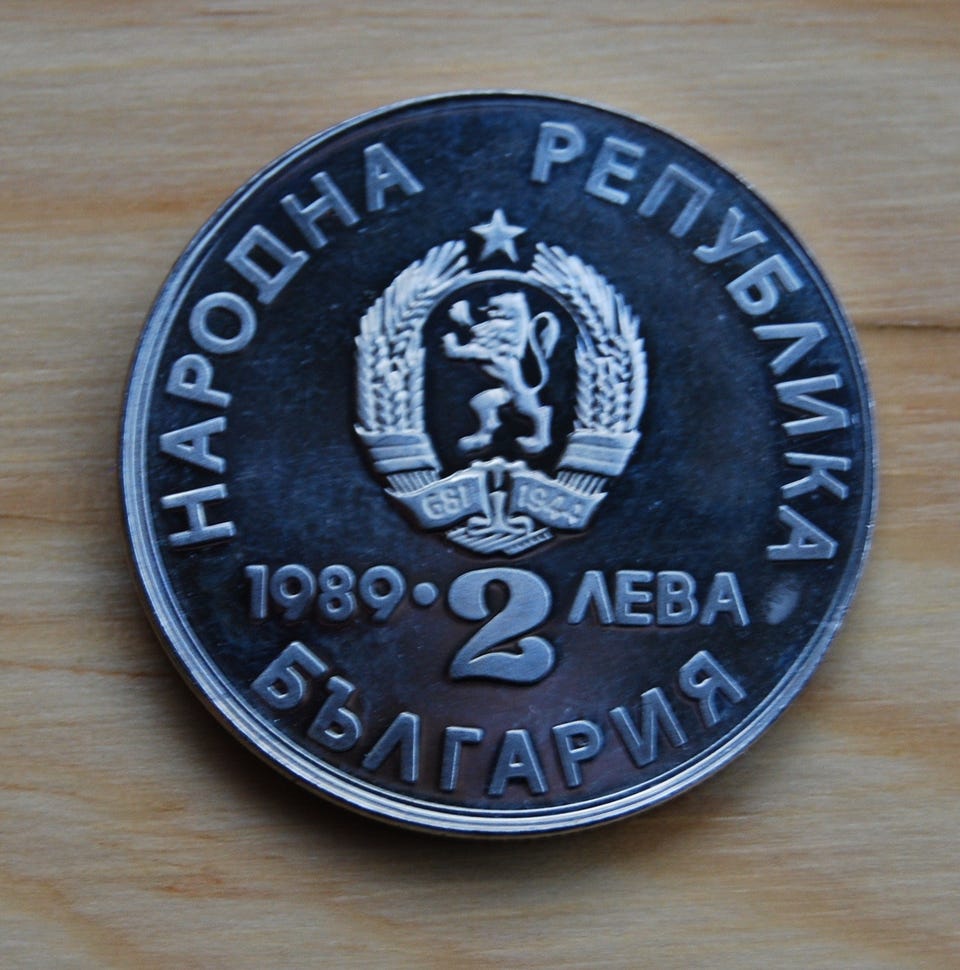 НАРОДНА РЕПУБЛИКА
681 1944
1989 • 2 ЛЕВА
БЪЛГАРИЯ